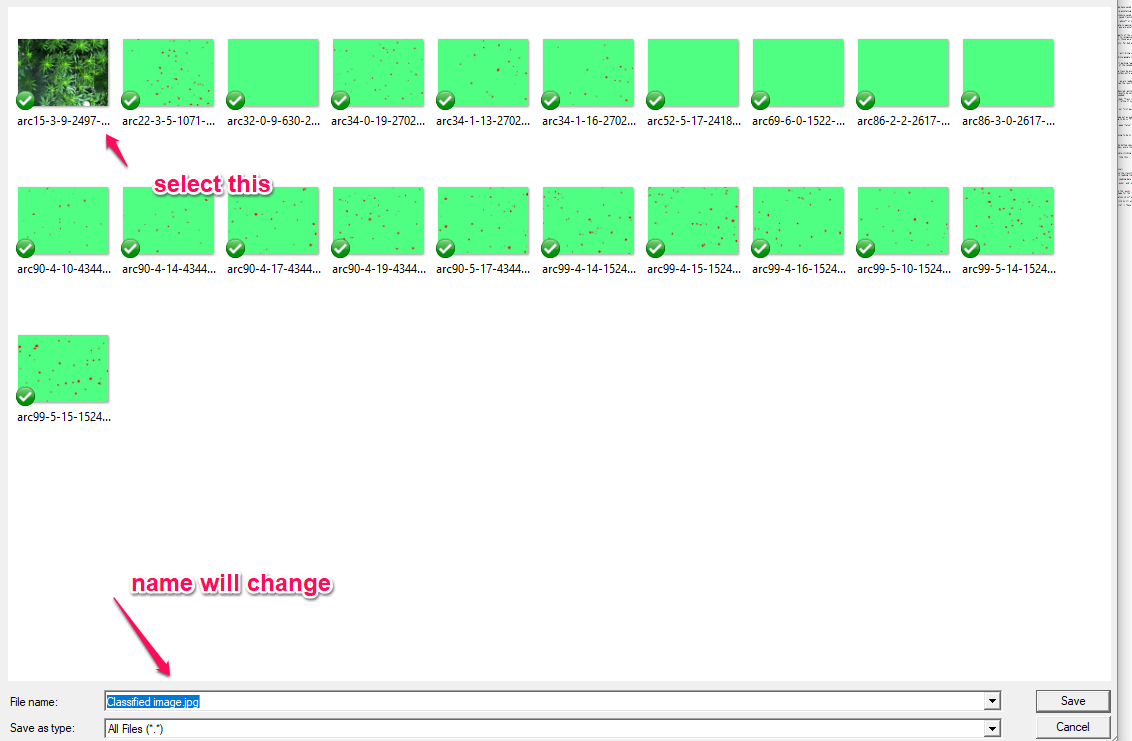 arc15-3-9-2497-... arc22-3-5-1071-... arc32-0-9-630-2... arc34-0-19-2702... arc34-1-13-2702... arc34-1-16-2702... arc52-5-17-2418... arc69-6-0-1522-... arc86-2-2-2617-... arc86-3-0-2617-...
select this
arc90-4-10-4344... arc90-4-14-4344... arc90-4-17-4344... arc90-4-19-4344... arc90-5-17-4344... arc99-4-14-1524... arc99-4-15-1524... arc99-4-16-1524... arc99-5-10-1524... arc99-5-14-1524...
arc99-5-15-1524...
name will change
File name: Classified image.jpg Save
Save as type: All Files (*.*) Cancel